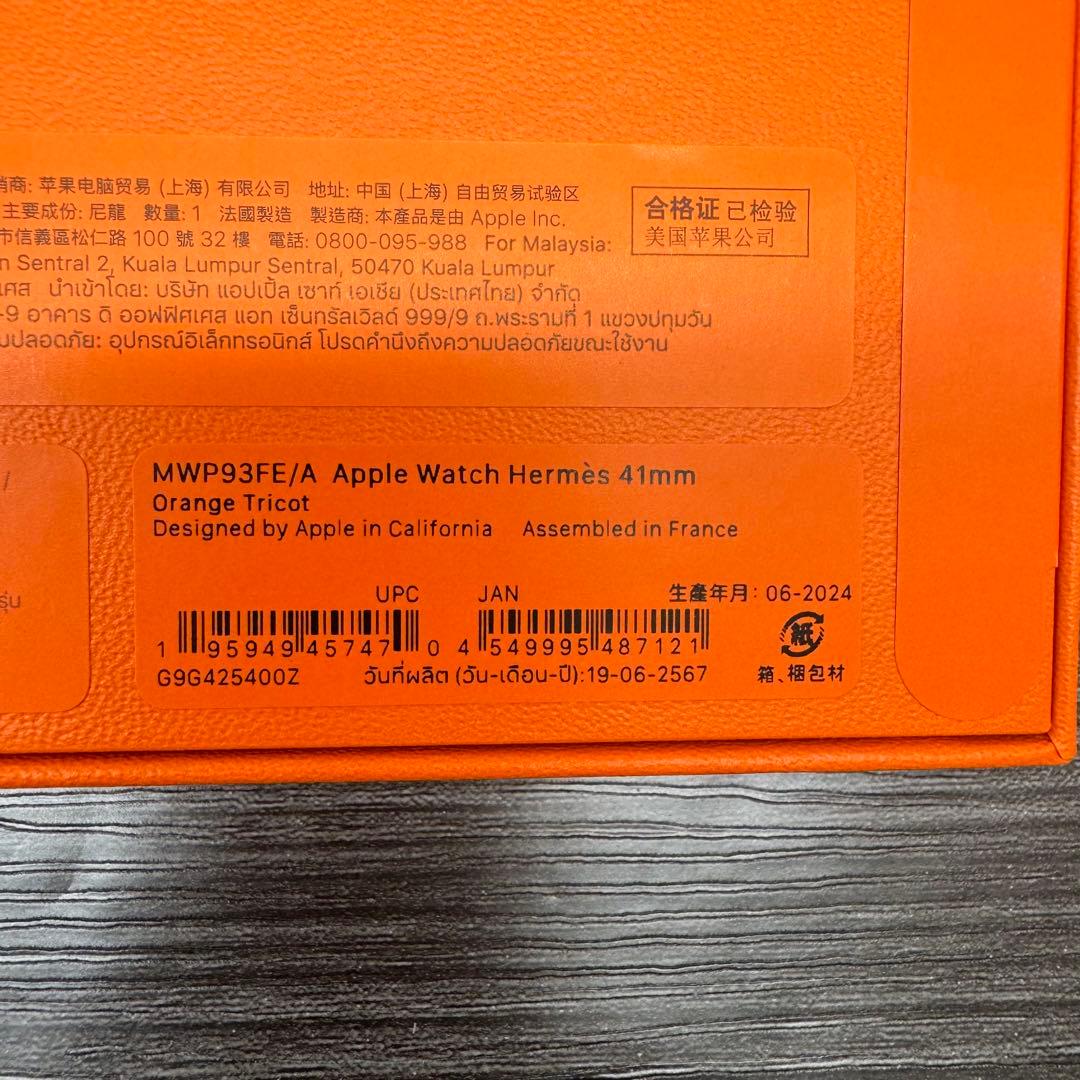 销商: 苹果电脑贸易 (上海) 有限公司 地址: 中国 (上海) 自由贸易试验区
主要成份: 尼龍 數量: 1 法國製造 製造商: 本產品是由 Apple Inc.
市信義區松仁路 100 號 32 樓 電話: 0800-095-988 For Malaysia:
n Sentral 2, Kuala Lumpur Sentral, 50470 Kuala Lumpur
เศส นำเข้าโดย: บริษัท แอปเปิ้ล เซาท์ เอเชีย (ประเทศไทย) จำกัด
-9 อาคาร ดิ ออฟฟิศเศส แอท เซ็นทรัลเวิลด์ 999/9 ถ.พระรามที่ 1 แขวงปทุมวัน
มปลอดภัย: อุปกรณ์อิเล็กทรอนิกส์ โปรดคำนึงถึงความปลอดภัยขณะใช้งาน
合格证 已检验
美国苹果公司
/
รุ่น
MWP93FE/A Apple Watch Hermès 41mm
Orange Tricot
Designed by Apple in California Assembled in France
UPC JAN 生產年月: 06-2024
1 95949 45747 0 4 549995 487121
紙
G9G425400Z วันที่ผลิต (วัน-เดือน-ปี):19-06-2567 箱、梱包材